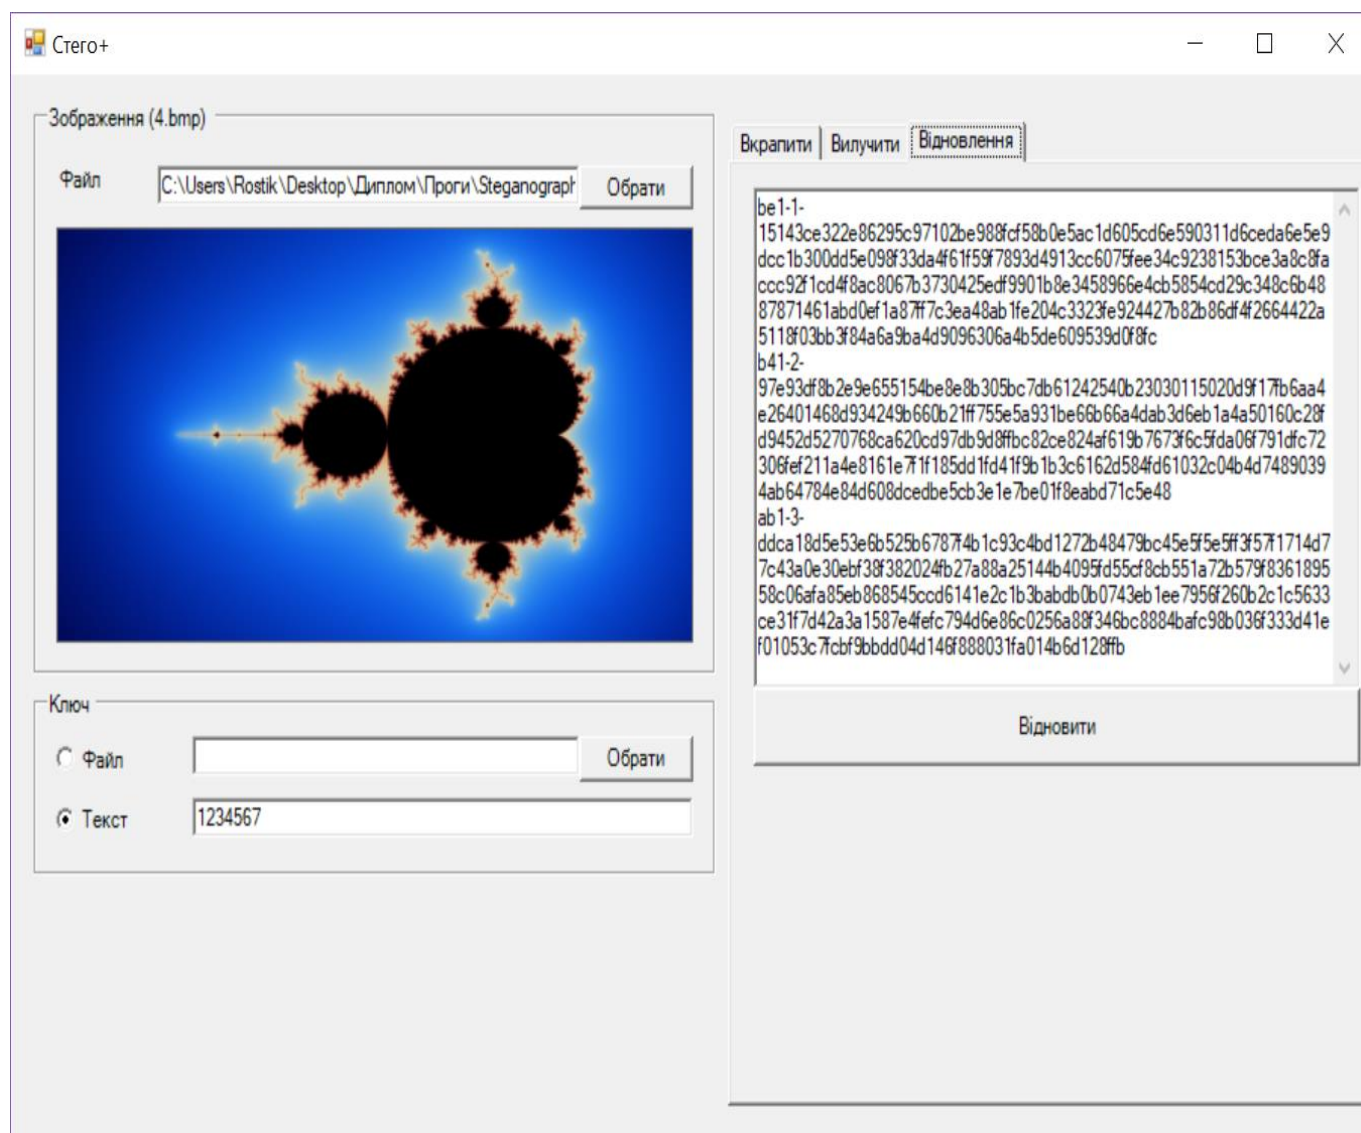 Стего+
Зображення (4.bmp)
Файл
C:\Users\Rostik\Desktop\Диплом\Проги\Steganograph
Обрати
Ключ
Файл
Обрати
Текст
1234567
Вкрапити
Вилучити
Відновлення
be1-1-
15143ce322e86295c97102be988fcf58b0e5ac1d605cd6e590311d6ceda6e5e9
dcc1b300dd5e098f33da4f61f59f7893d4913cc6075fee34c9238153bce3a8c8fa
ccc92f1cd4f8ac8067b3730425edf9901b8e3458966e4cb5854cd29c348c6b48
87871461abd0ef1a87ff7c3ea48ab1fe204c3323fe924427b82b86df4f2664422a
5118f03bb3f84a6a9ba4d9096306a4b5de609539d0f8fc
b41-2-
97e93df8b2e9e655154be8e8b305bc7db61242540b23030115020d9f17fb6aa4
e26401468d934249b660b21ff755e5a931be66b66a4dab3d6eb1a4a50160c28f
d9452d5270768ca620cd97db9d8ffbc82ce824af619b7673f6c5fda06f791dfc72
306fef211a4e8161e7f1f185dd1fd41f9b1b3c6162d584fd61032c04b4d7489039
4ab64784e84d608dcedbe5cb3e1e7be01f8eabd71c5e48
ab1-3-
ddca18d5e53e6b525b6787f4b1c93c4bd1272b48479bc45e5f5e5ff3f57f1714d7
7c43a0e30ebf38f382024fb27a88a25144b4095fd55cf8cb551a72b579f8361895
58c06afa85eb868545ccd6141e2c1b3babdb0b0743eb1ee7956f260b2c1c5633
ce31f7d42a3a1587e4fefc794d6e86c0256a88f346bc8884bafc98b036f333d41e
f01053c7fcbf9bbdd04d146f888031fa014b6d128ffb
Відновити